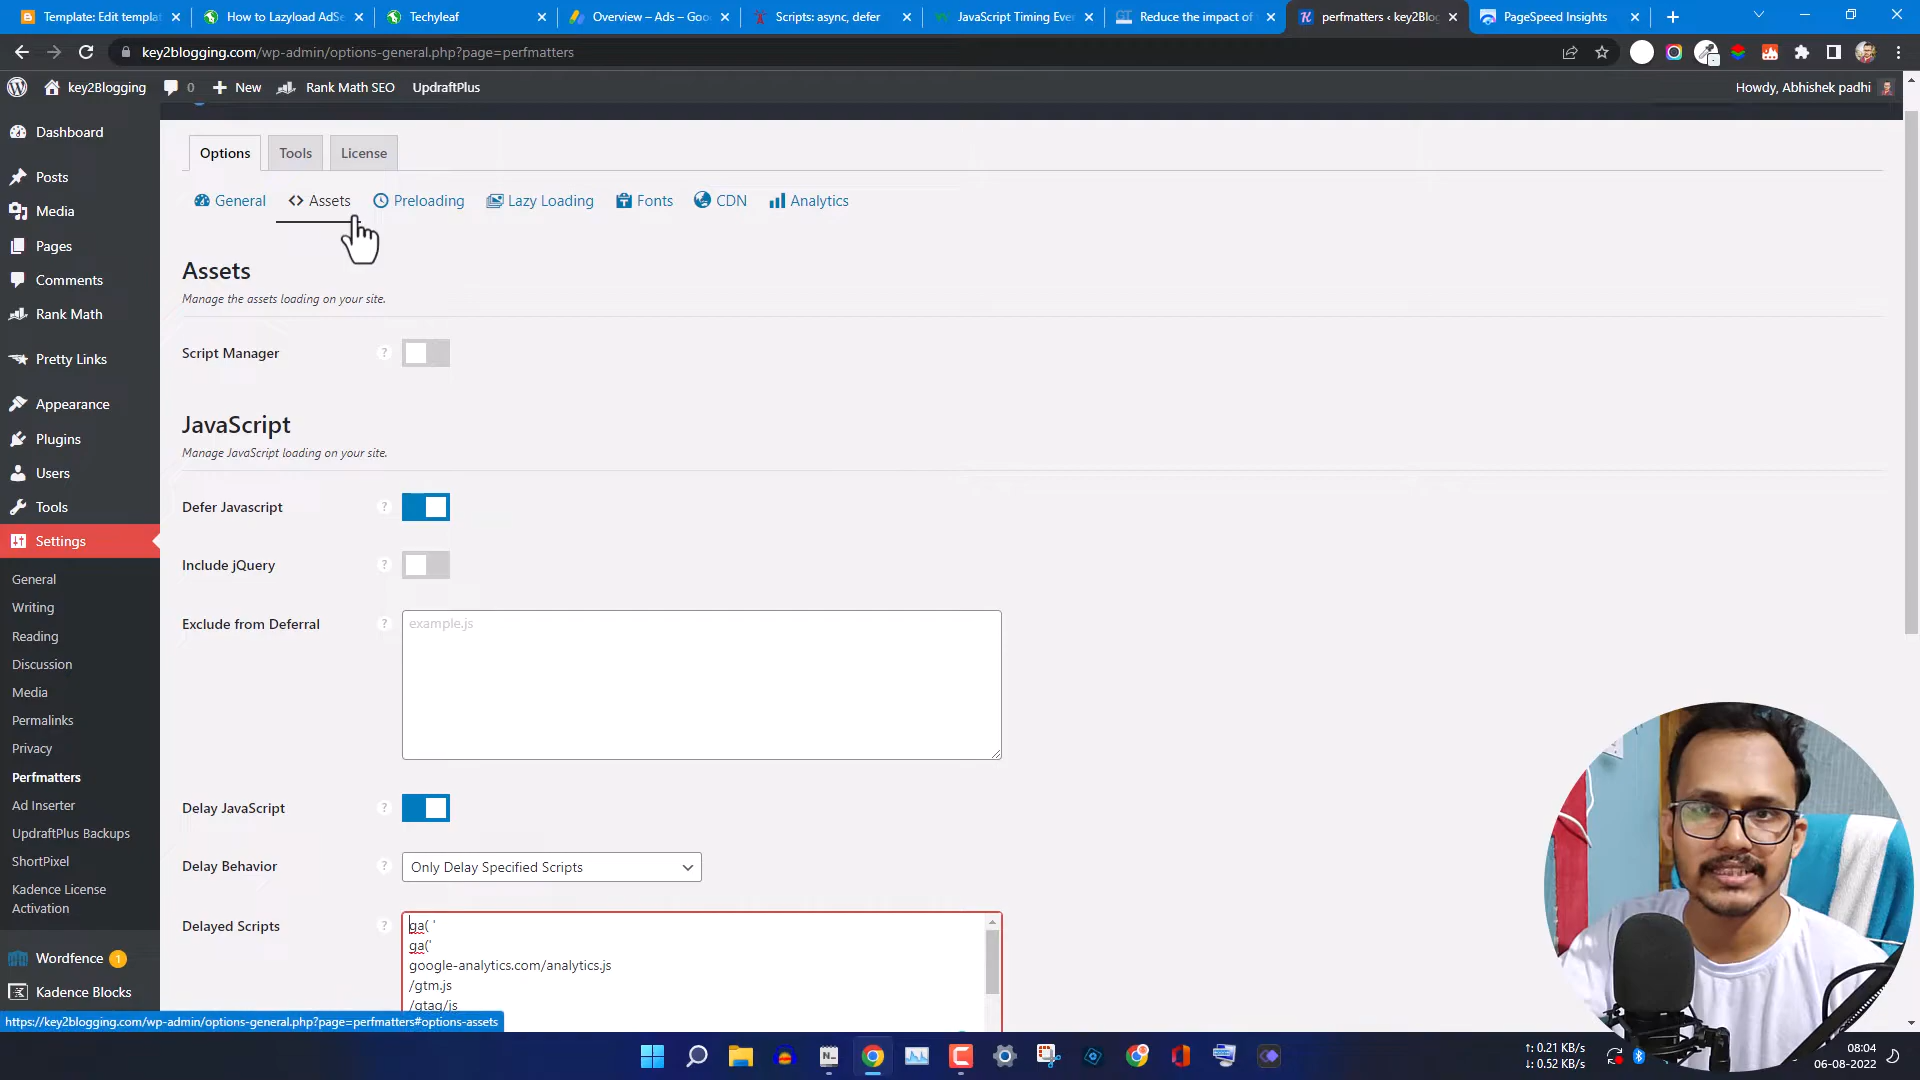 Template: Edit templat
How to Lazyload AdSe
Techyleaf
Overview – Ads – Goo
Scripts: async, defer
JavaScript Timing Ever
Reduce the impact of
perfmatters ‹ key2Blog
PageSpeed Insights
key2blogging.com/wp-admin/options-general.php?page=perfmatters
key2Blogging
0
New
Rank Math SEO
UpdraftPlus
Howdy, Abhishek padhi
Dashboard
Posts
Media
Pages
Comments
Rank Math
Pretty Links
Appearance
Plugins
Users
Tools
Settings
General
Writing
Reading
Discussion
Media
Permalinks
Privacy
Perfmatters
Ad Inserter
UpdraftPlus Backups
ShortPixel
Kadence License
Activation
Wordfence 1
Kadence Blocks
Options
Tools
License
General
<> Assets
Preloading
Lazy Loading
Fonts
CDN
Analytics
Assets
Manage the assets loading on your site.
Script Manager ?
JavaScript
Manage JavaScript loading on your site.
Defer Javascript ?
Include jQuery ?
Exclude from Deferral ?
example.js
Delay JavaScript ?
Delay Behavior ?
Only Delay Specified Scripts
Delayed Scripts ?
ga( '
ga('
google-analytics.com/analytics.js
/gtm.js
/gtag/js
https://key2blogging.com/wp-admin/options-general.php?page=perfmatters#options-assets
↑: 0.21 KB/s
↓: 0.52 KB/s
08:04
06-08-2022